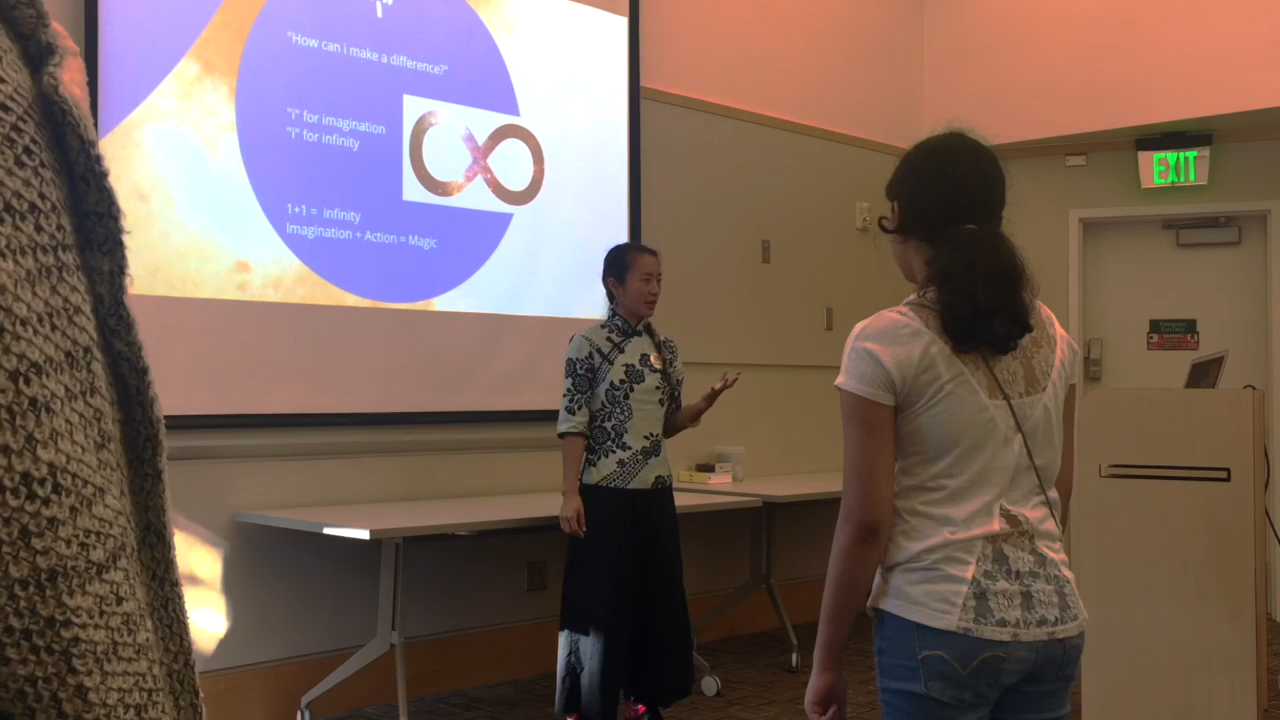 i"
"How can i make a difference?"
"i" for imagination
"i" for infinity
1+1 = infinity
Imagination + Action = Magic
EXIT